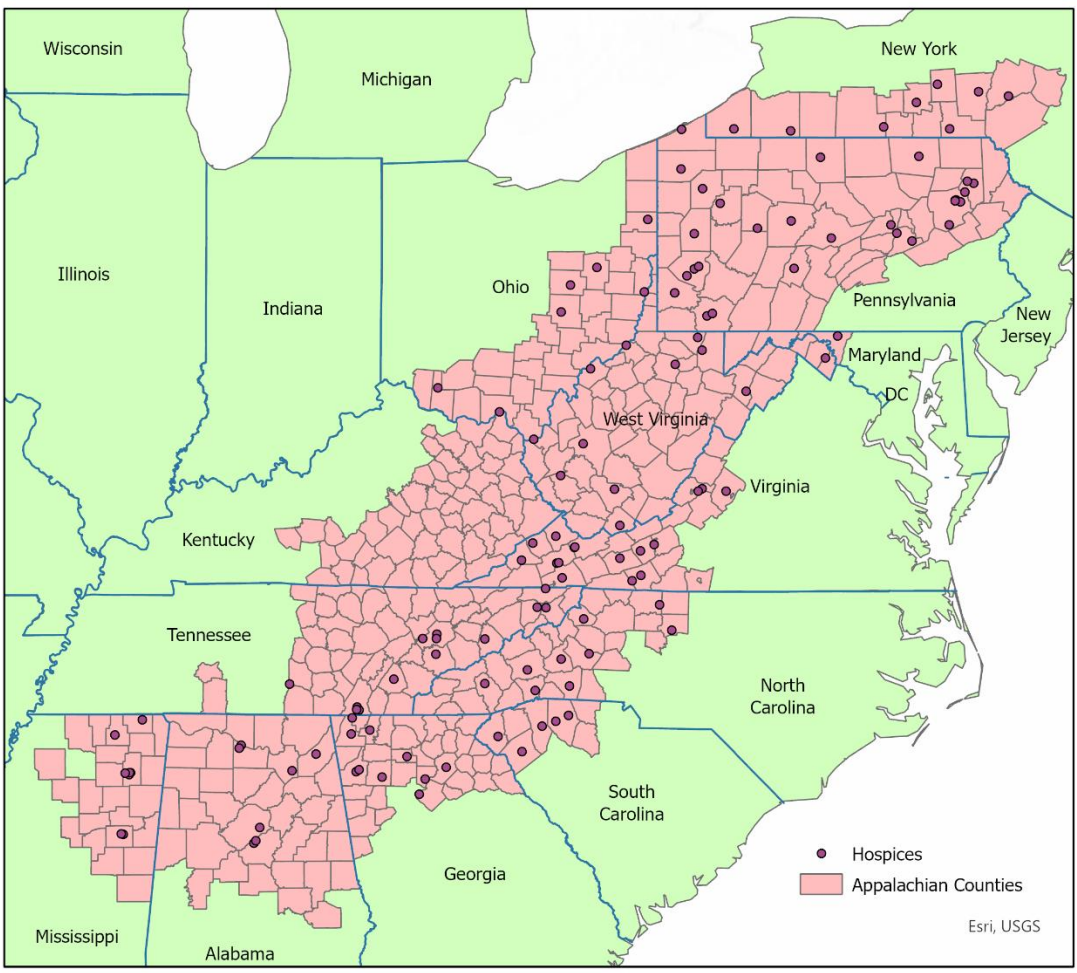 Wisconsin
Michigan
New York
Illinois
Indiana
Ohio
Pennsylvania
New
Jersey
Maryland
DC
West Virginia
Virginia
Kentucky
Tennessee
North
Carolina
South
Carolina
Georgia
Mississippi
Alabama
Hospices
Appalachian Counties
Esri, USGS